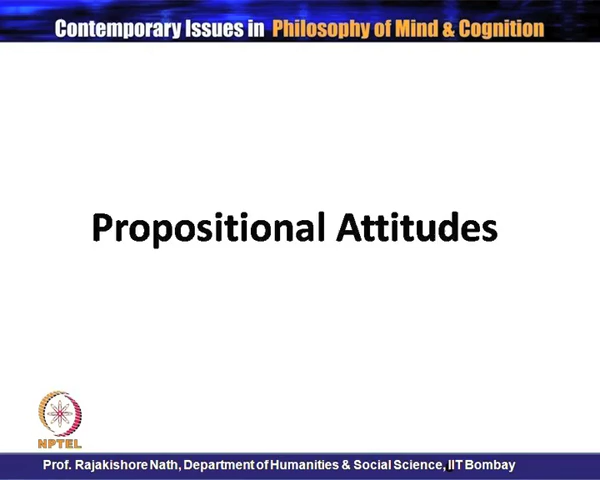 Contemporary Issues in Philosophy of Mind & Cognition
Propositional Attitudes
NPTEL
Prof. Rajakishore Nath, Department of Humanities & Social Science, IIT Bombay